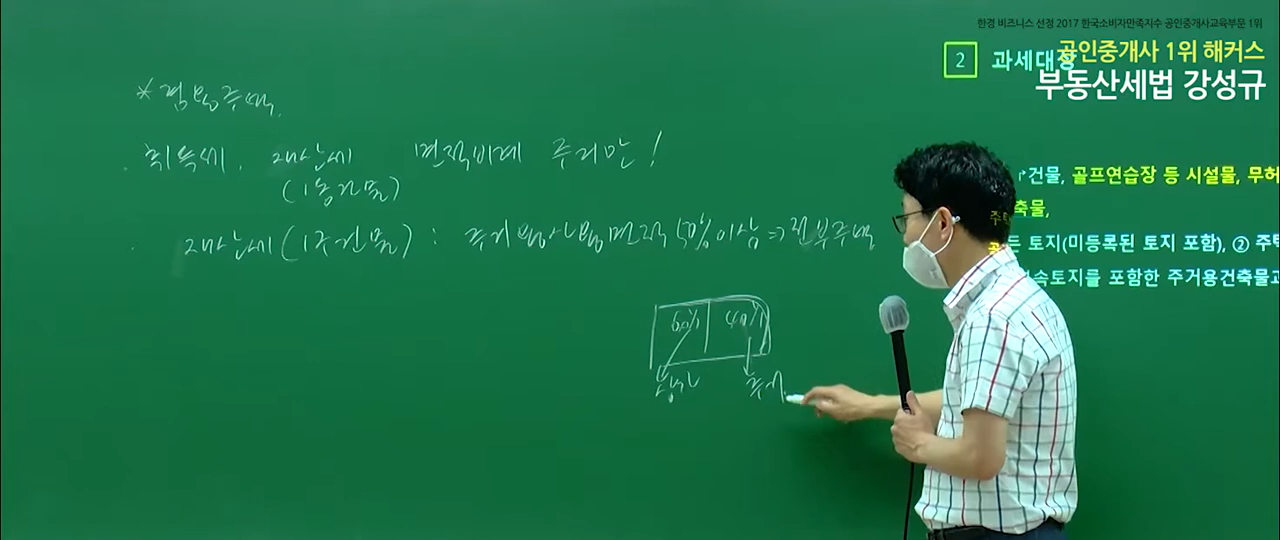 한경 비즈니스 선정 2017 한국소비자만족지수 공인중개사교육부문 1위
2 과세대장
공인중개사 1위 해커스
부동산세법 강성규
*겸용주택.
· 취득세. 재산세 면적비례 주거만!
(1동건물)
건물, 골프연습장 등 시설물, 무허
축물,
주택
· 재산세(1구건물) : 주거 면적 50%이상⇒전부주택
든 토지(미등록된 토지 포함), ② 주택
속토지를 포함한 주거용건축물과
60% 40%
상가 주거